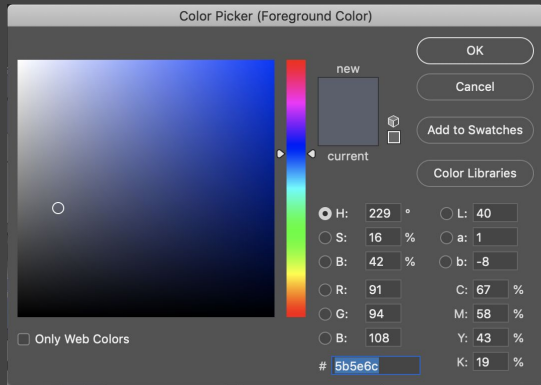 Color Picker (Foreground Color)
new
current
OK
Cancel
Add to Swatches
Color Libraries
H: 229 °
S: 16 %
B: 42 %
R: 91
G: 94
B: 108
# 5b5e6c
L: 40
a: 1
b: -8
C: 67 %
M: 58 %
Y: 43 %
K: 19 %
Only Web Colors